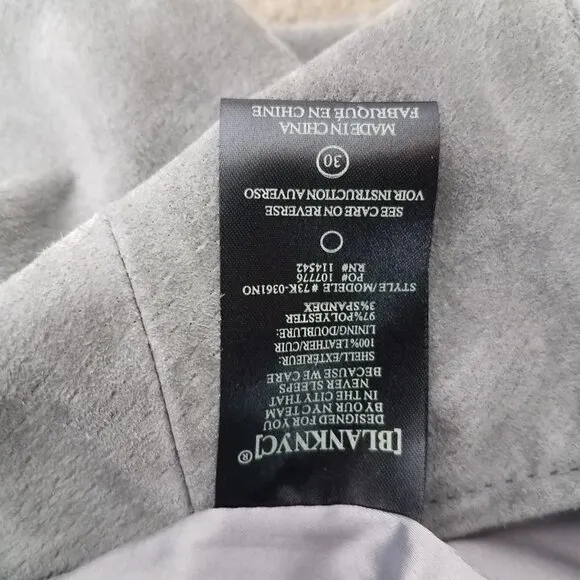 [BLANKNYC]®
DESIGNED FOR YOU
BY OUR NYC TEAM
IN THE CITY THAT
NEVER SLEEPS
BECAUSE WE CARE
SHELL/EXTÉRIEUR:
100% LEATHER/CUIR
LINING/DOUBLURE:
97%POLYESTER
3%SPANDEX
STYLE/MODELE #73K-0361NO
PO# 107776
RN# 114542
SEE CARE ON REVERSE
VOIR INSTRUCTION AUVERSO
30
MADE IN CHINA
FABRIQUÉ EN CHINE